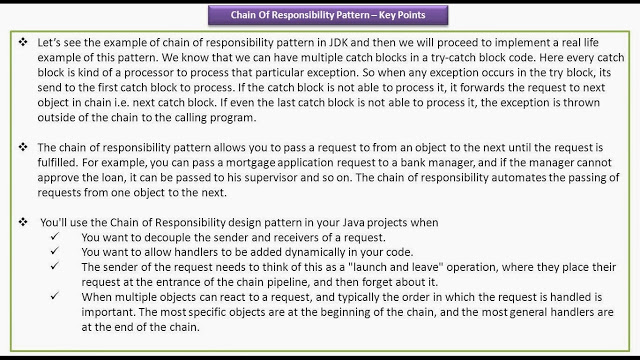 Chain Of Responsibility Pattern – Key Points
❖ Let's see the example of chain of responsibility pattern in JDK and then we will proceed to implement a real life
example of this pattern. We know that we can have multiple catch blocks in a try-catch block code. Here every catch
block is kind of a processor to process that particular exception. So when any exception occurs in the try block, its
send to the first catch block to process. If the catch block is not able to process it, it forwards the request to next
object in chain i.e. next catch block. If even the last catch block is not able to process it, the exception is thrown
outside of the chain to the calling program.
❖ The chain of responsibility pattern allows you to pass a request to from an object to the next until the request is
fulfilled. For example, you can pass a mortgage application request to a bank manager, and if the manager cannot
approve the loan, it can be passed to his supervisor and so on. The chain of responsibility automates the passing of
requests from one object to the next.
❖ You'll use the Chain of Responsibility design pattern in your Java projects when
✓ You want to decouple the sender and receivers of a request.
✓ You want to allow handlers to be added dynamically in your code.
✓ The sender of the request needs to think of this as a "launch and leave" operation, where they place their
request at the entrance of the chain pipeline, and then forget about it.
✓ When multiple objects can react to a request, and typically the order in which the request is handled is
important. The most specific objects are at the beginning of the chain, and the most general handlers are
at the end of the chain.